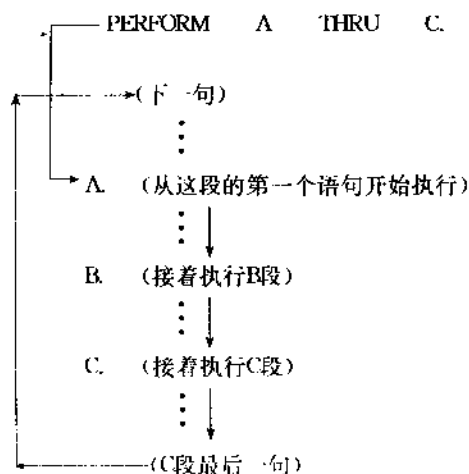 PERFORM A THRU C.
(下一句)
A. (从这段的第一个语句开始执行)
B. (接着执行B段)
C. (接着执行C段)
(C段最后一句)